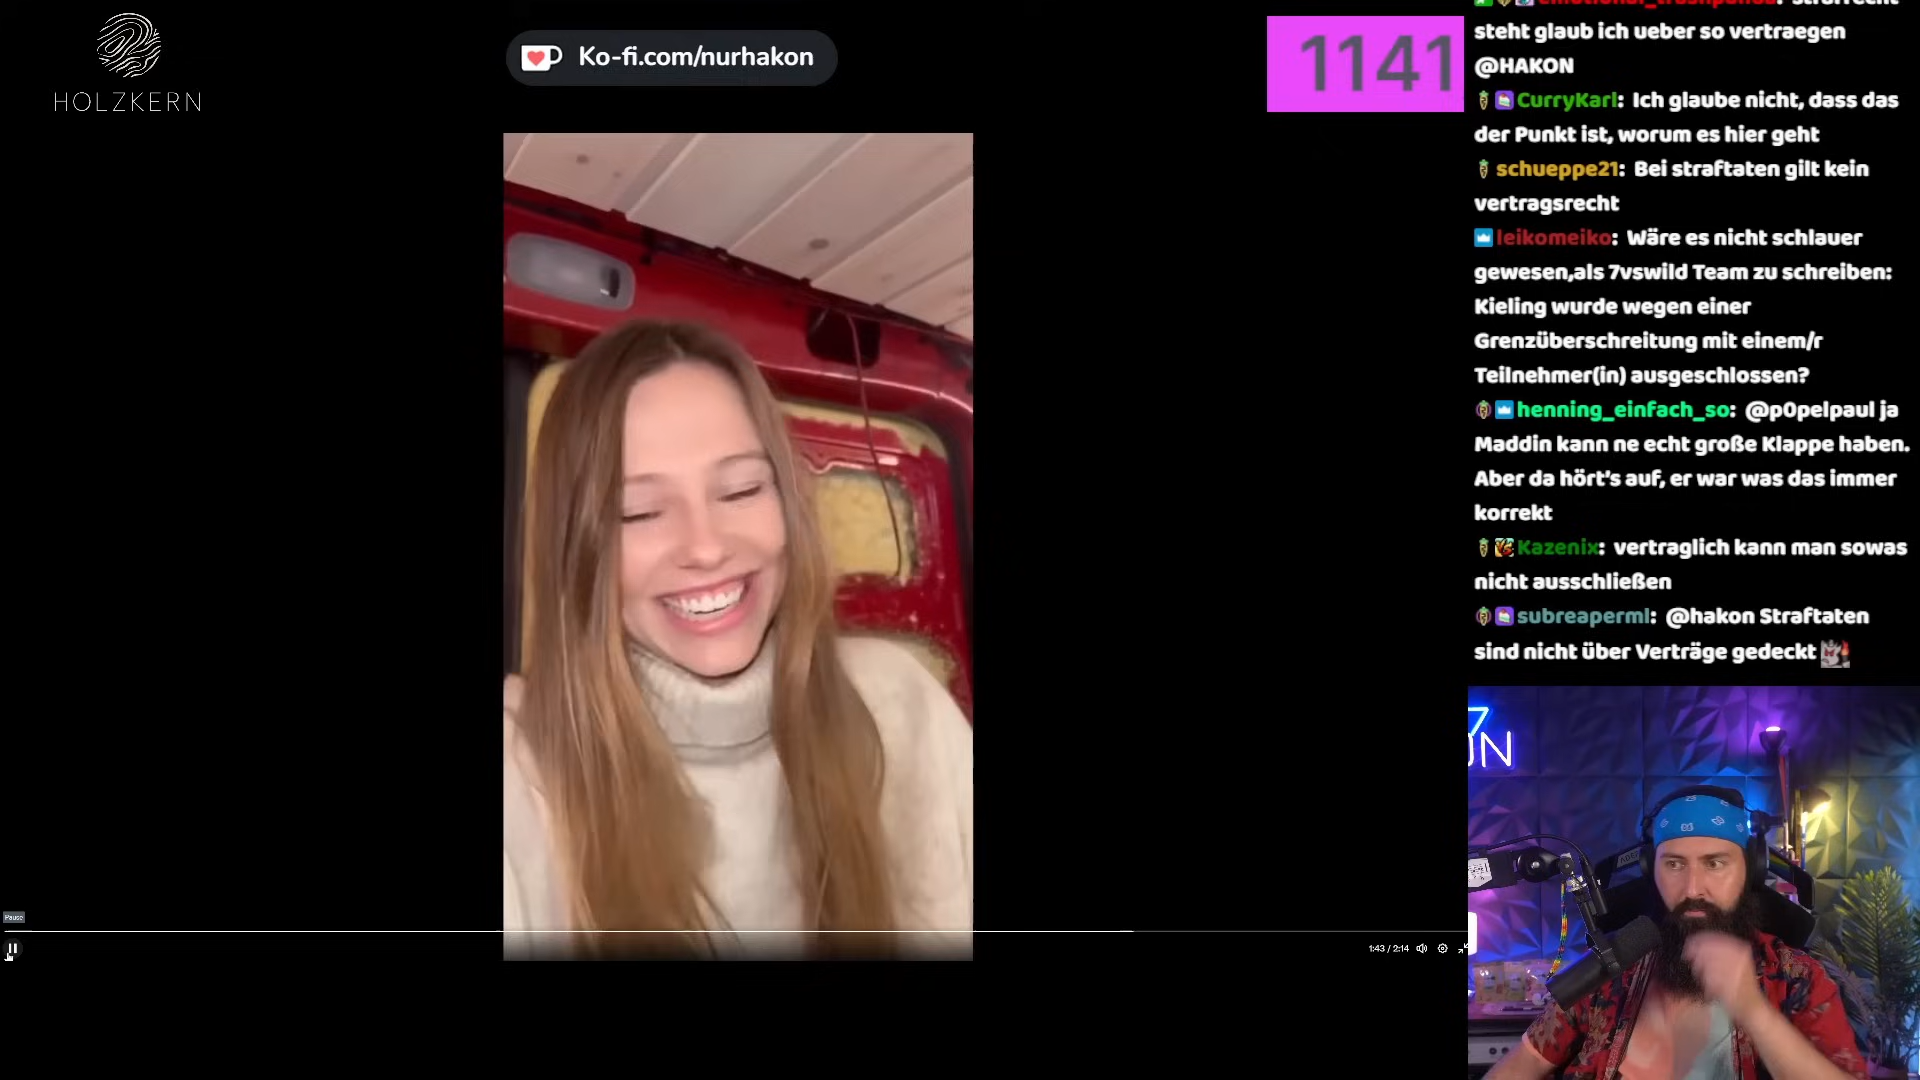 HOLZKERN
Ko-fi.com/nurhakon
1141
steht glaub ich ueber so vertraegen
@HAKON
CurryKarl: Ich glaube nicht, dass das
der Punkt ist, worum es hier geht
schueppe21: Bei straftaten gilt kein
vertragsrecht
leikomeiko: Wäre es nicht schlauer
gewesen,als 7vswild Team zu schreiben:
Kieling wurde wegen einer
Grenzüberschreitung mit einem/r
Teilnehmer(in) ausgeschlossen?
henning_einfach_so: @p0pelpaul ja
Maddin kann ne echt große Klappe haben.
Aber da hört's auf, er war was das immer
korrekt
Kazenix: vertraglich kann man sowas
nicht ausschließen
subreaperml: @hakon Straftaten
sind nicht über Verträge gedeckt
Pause
1:43 / 2:14